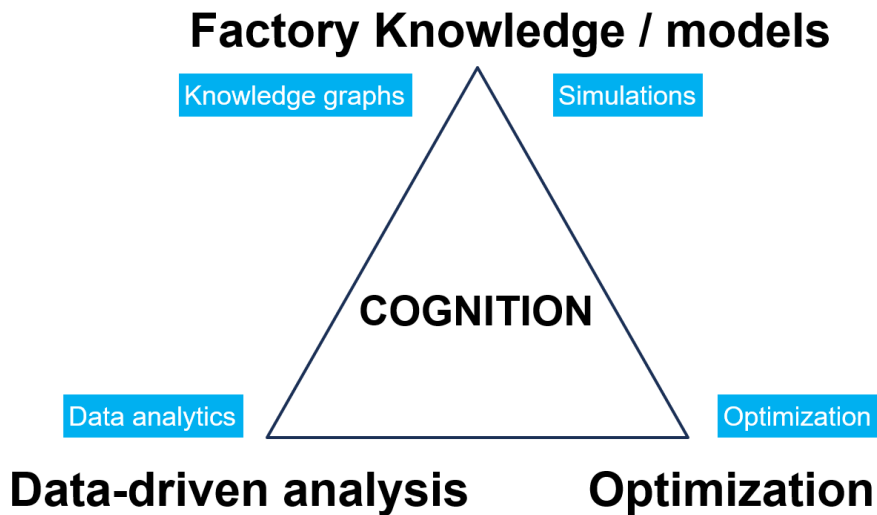 Factory Knowledge / models
Knowledge graphs
Simulations
COGNITION
Data analytics
Optimization
Data-driven analysis
Optimization